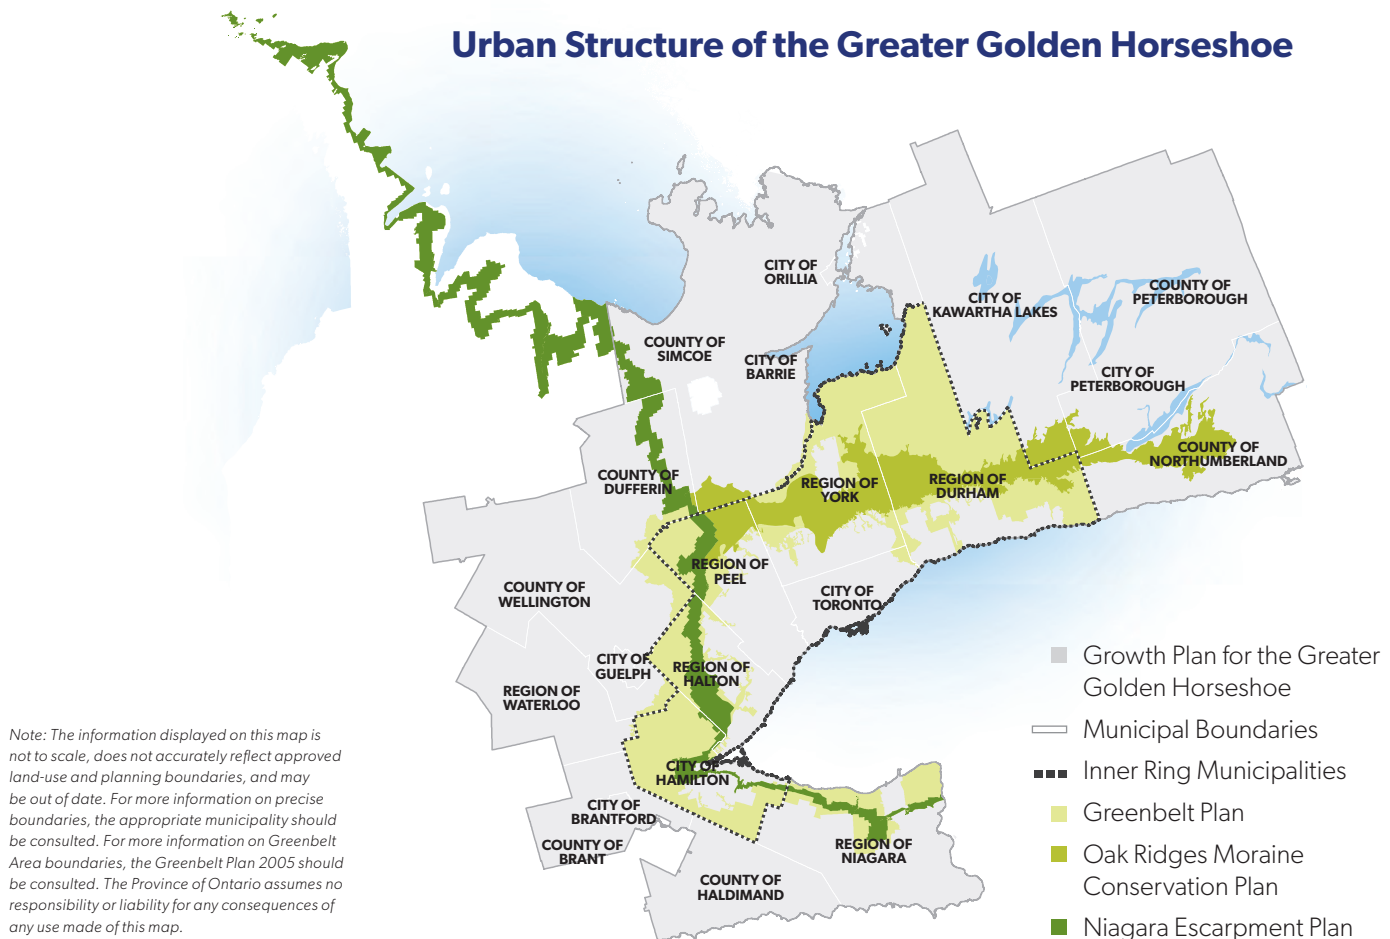 Urban Structure of the Greater Golden Horseshoe
CITY OF
ORILLIA
CITY OF
KAWARTHA LAKES
COUNTY OF
PETERBOROUGH
COUNTY OF
SIMCOE
CITY OF
BARRIE
CITY OF
PETERBOROUGH
COUNTY OF
NORTHUMBERLAND
COUNTY OF
DUFFERIN
REGION OF
YORK
REGION OF
DURHAM
REGION OF
PEEL
COUNTY OF
WELLINGTON
CITY OF
TORONTO
CITY OF
GUELPH
REGION OF
HALTON
REGION OF
WATERLOO
CITY OF
HAMILTON
CITY OF
BRANTFORD
COUNTY OF
BRANT
REGION OF
NIAGARA
COUNTY OF
HALDIMAND
Growth Plan for the Greater
Golden Horseshoe
Municipal Boundaries
Inner Ring Municipalities
Greenbelt Plan
Oak Ridges Moraine
Conservation Plan
Niagara Escarpment Plan
Note: The information displayed on this map is
not to scale, does not accurately reflect approved
land-use and planning boundaries, and may
be out of date. For more information on precise
boundaries, the appropriate municipality should
be consulted. For more information on Greenbelt
Area boundaries, the Greenbelt Plan 2005 should
be consulted. The Province of Ontario assumes no
responsibility or liability for any consequences of
any use made of this map.